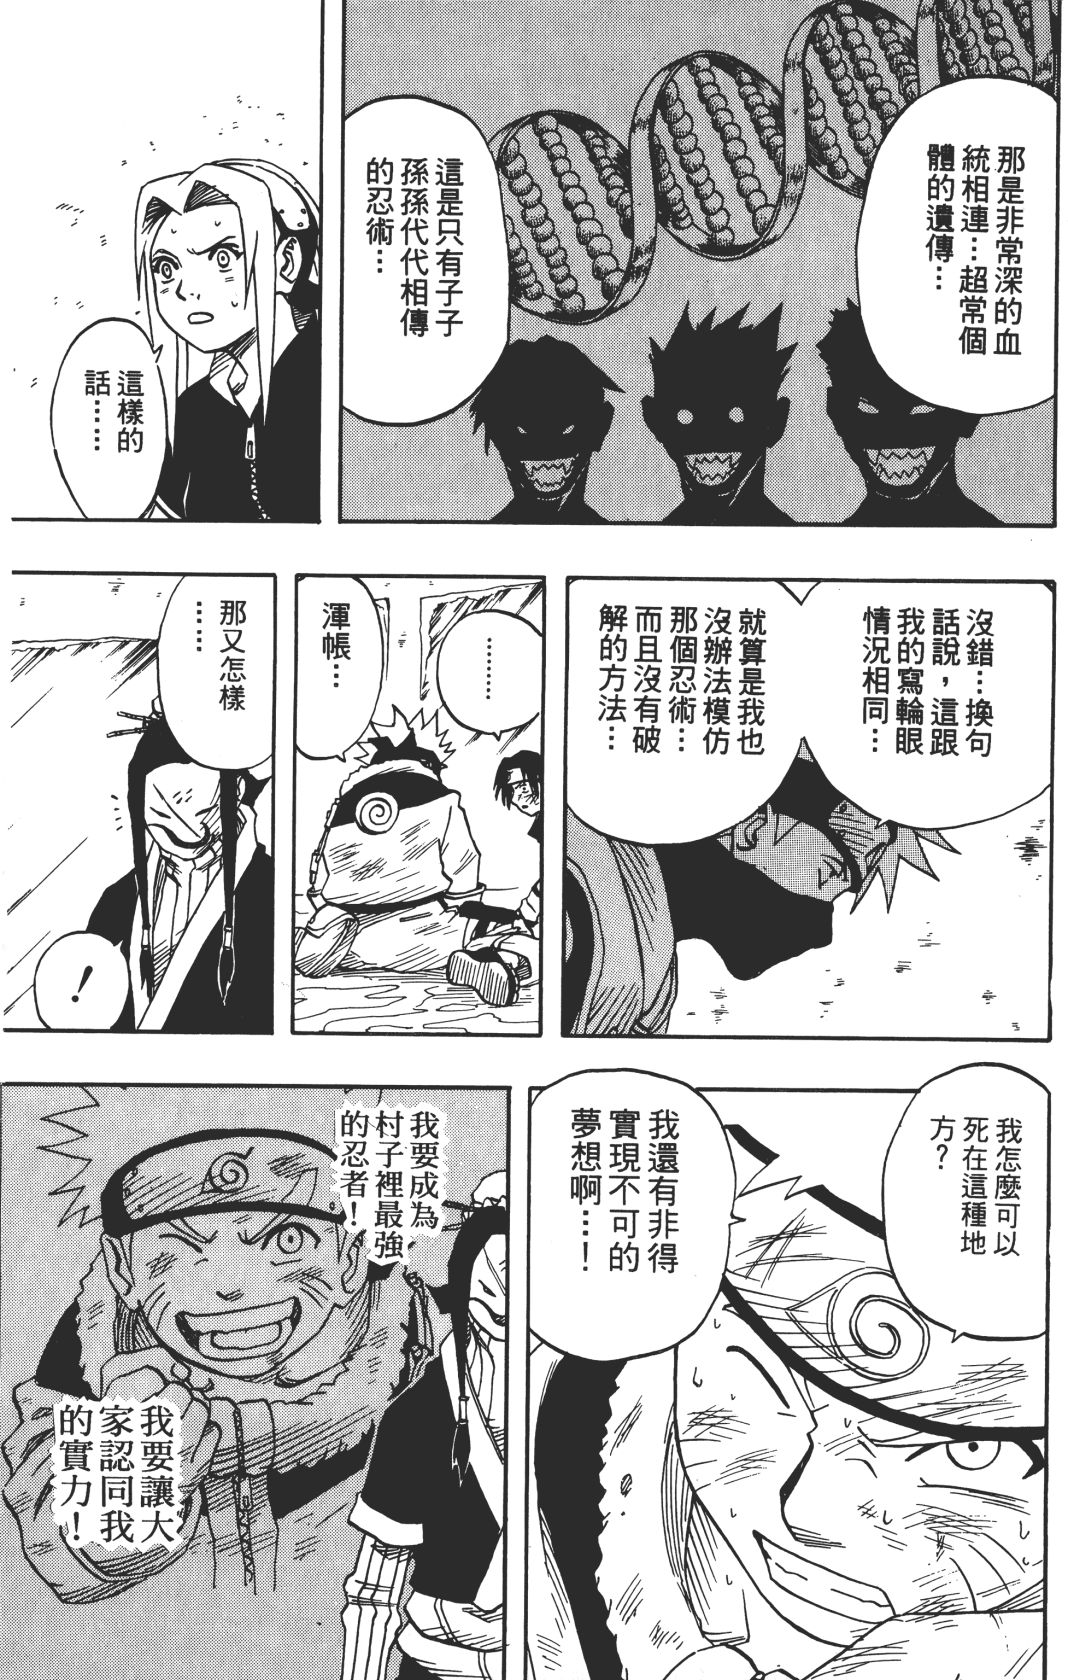 那是非常深的血
統相連…超常個
體的遺傳…
這是只有子子
孫孫代代相傳
的忍術…
這樣的
話……
沒錯…換句
話說，這跟
我的寫輪眼
情況相同…
就算是我也
沒辦法模仿
那個忍術…
而且沒有破
解的方法…
………
渾帳…
那又怎樣
……
！
我怎麼可以
死在這種地
方？
我還有非得
實現不可的
夢想啊…！
我要成為
村子裡最強
的忍者！
我要讓大
家認同我
的實力！